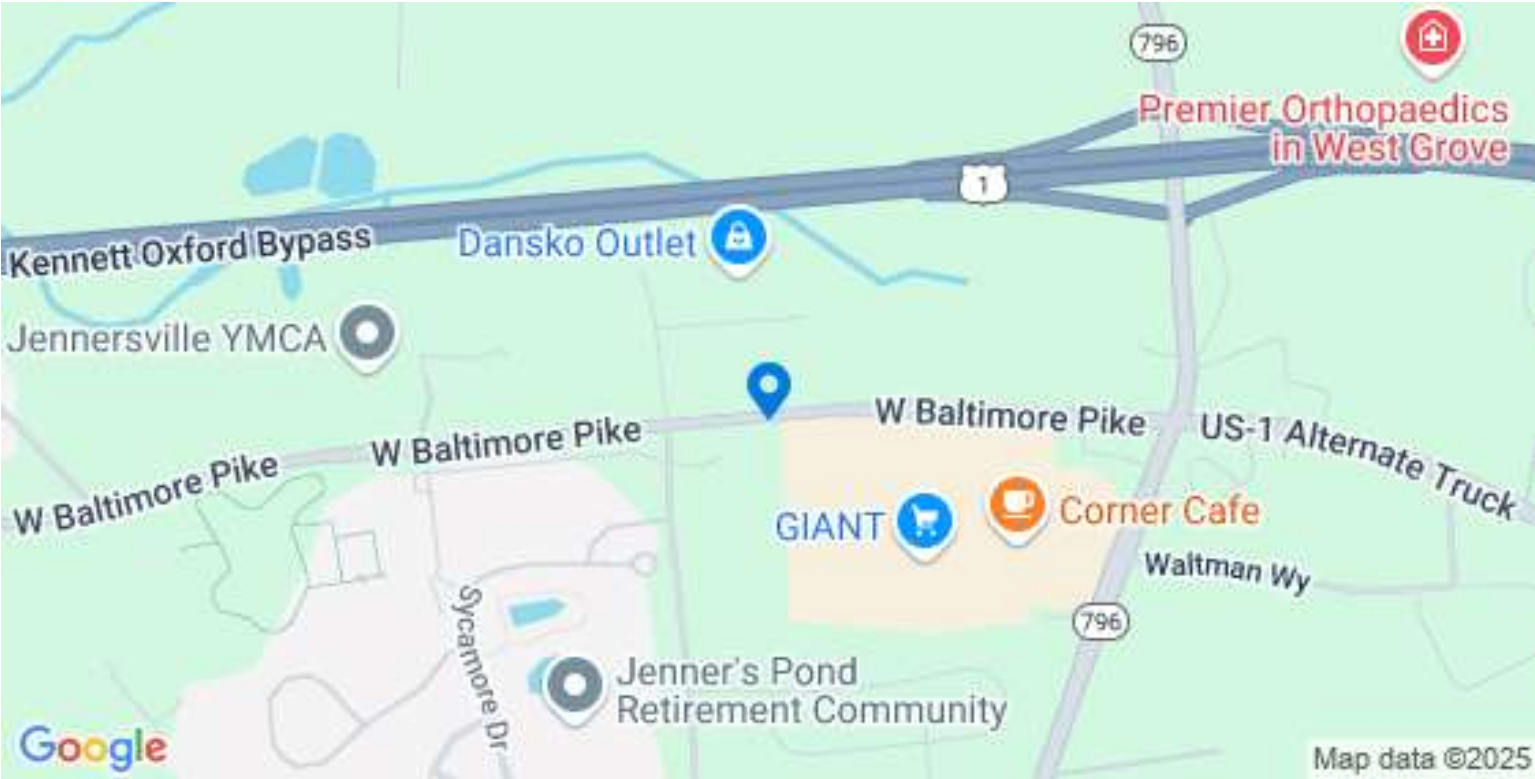 796
Premier Orthopaedics
in West Grove
1
Kennett Oxford Bypass
Dansko Outlet
Jennersville YMCA
W Baltimore Pike
W Baltimore Pike
W Baltimore Pike
US-1 Alternate Truck
GIANT
Corner Cafe
Waltman Wy
796
Sycamore Dr
Jenner's Pond
Retirement Community
Google
Map data ©2025